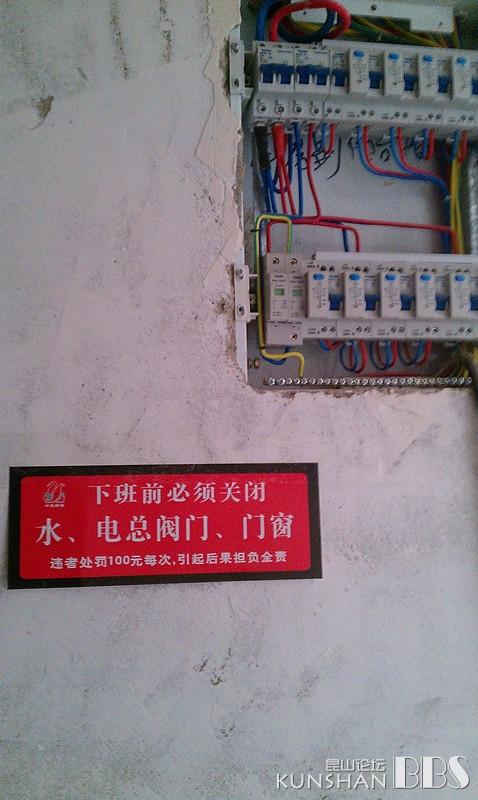 下班前必须关闭
水、电总阀门、门窗
违者处罚100元每次,引起后果担负全责
昆山论坛
KUNSHAN BBS